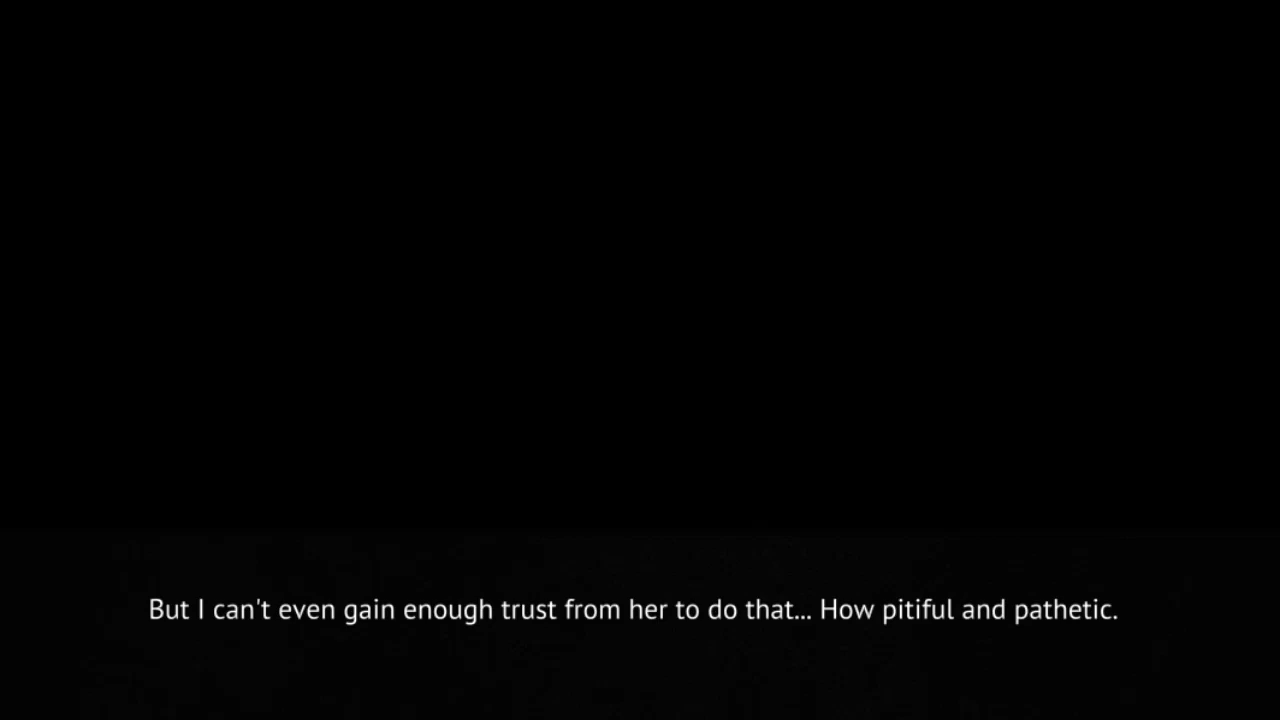 But I can't even gain enough trust from her to do that... How pitiful and pathetic.